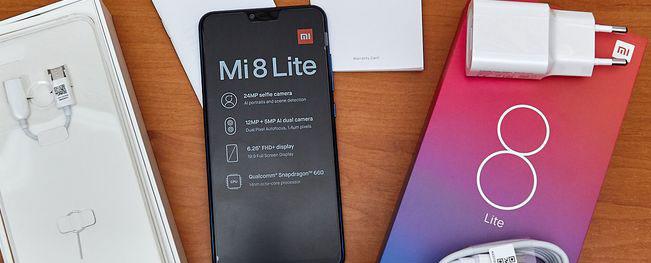 Warranty Card
mi
Mi 8 Lite
24MP selfie camera
AI portraits and scene detection
12MP + 5MP AI dual camera
Dual Pixel Autofocus, 1.4μm pixels
6.26" FHD+ display
19:9 Full Screen Display
CPU
Qualcomm® Snapdragon™ 660
14nm octa-core processor
mi
8
Lite